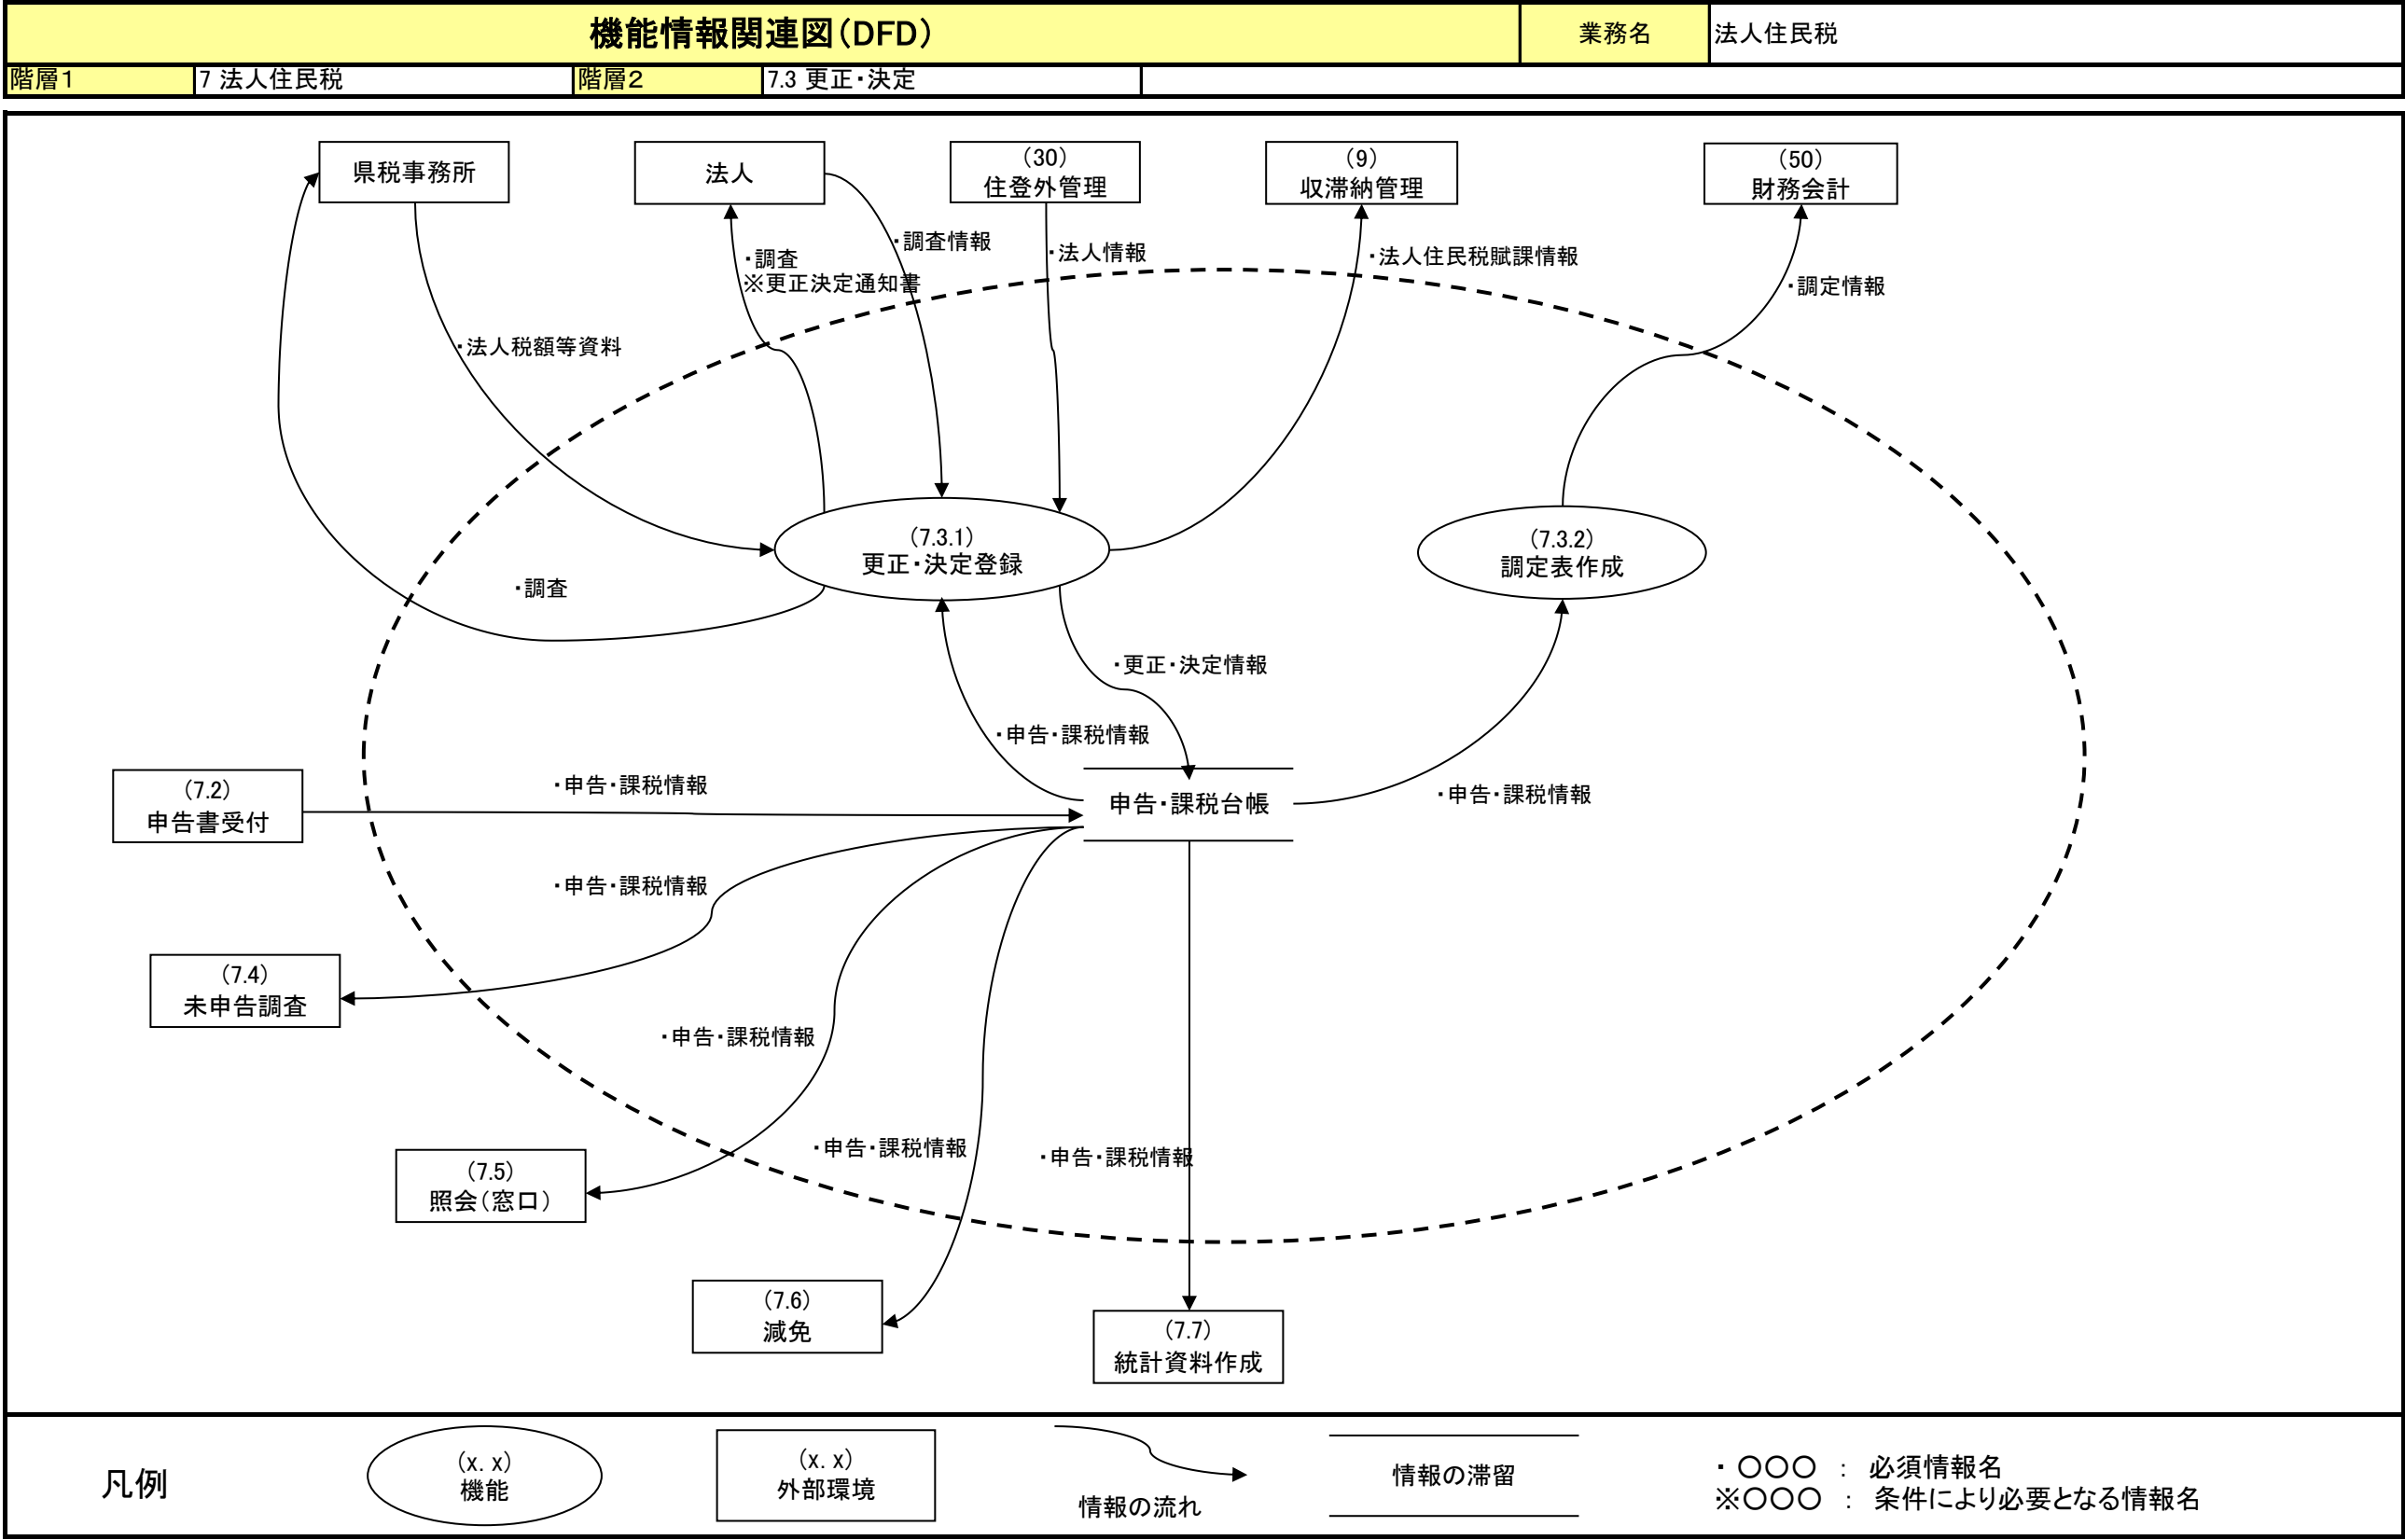 機能情報関連図（DFD）
業務名
法人住民税
階層１
7 法人住民税
階層２
7.3 更正・決定
県税事務所
法人
（30）
住登外管理
（9）
収滞納管理
（50）
財務会計
・調査情報
・法人情報
・調査
※更正決定通知書
・法人住民税賦課情報
・調定情報
・法人税額等資料
（7.3.1）
更正・決定登録
（7.3.2）
調定表作成
・調査
・更正・決定情報
・申告・課税情報
（7.2）
申告書受付
・申告・課税情報
申告・課税台帳
・申告・課税情報
・申告・課税情報
（7.4）
未申告調査
・申告・課税情報
・申告・課税情報
・申告・課税情報
（7.5）
照会（窓口）
（7.6）
減免
（7.7）
統計資料作成
凡例
（x．x）
機能
（x．x）
外部環境
情報の流れ
情報の滞留
・ ○○○ ： 必須情報名
※○○○ ： 条件により必要となる情報名